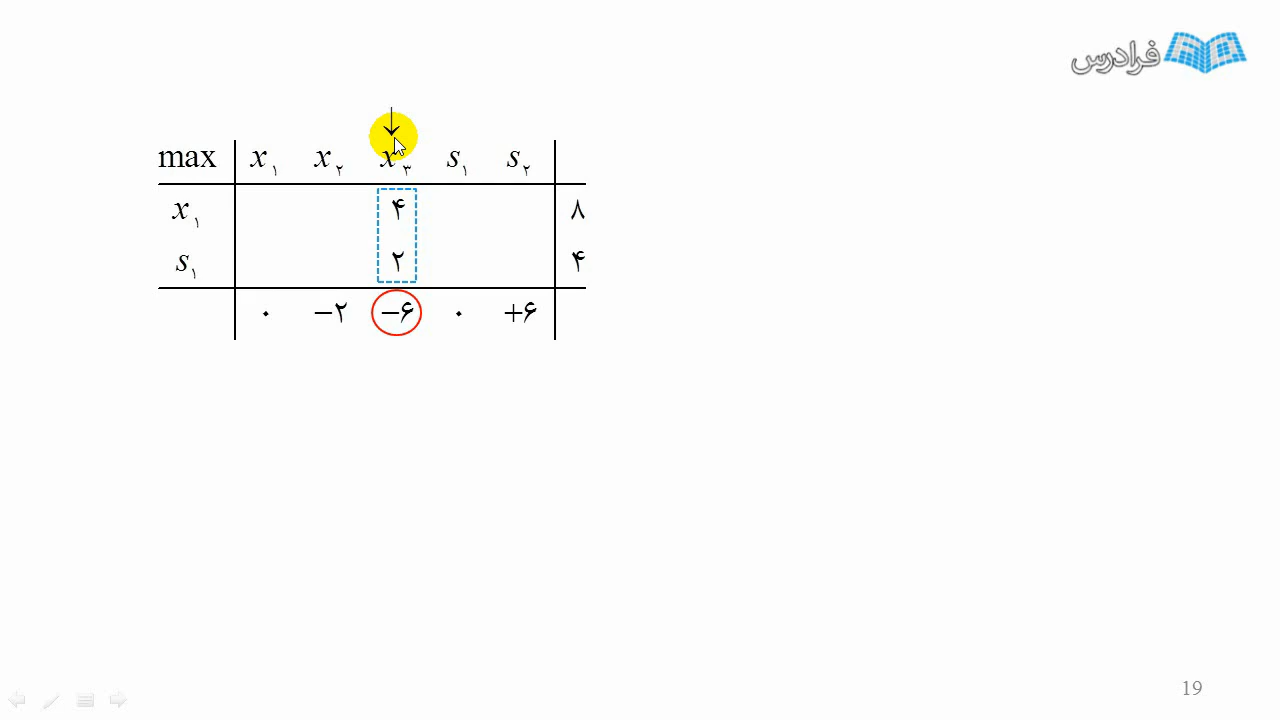 فرادرس
max x۱ x۲ x۳ s۱ s۲
x۱ ۴ ۸
s۱ ۲ ۴
۰ −۲ −۶ ۰ +۶
19